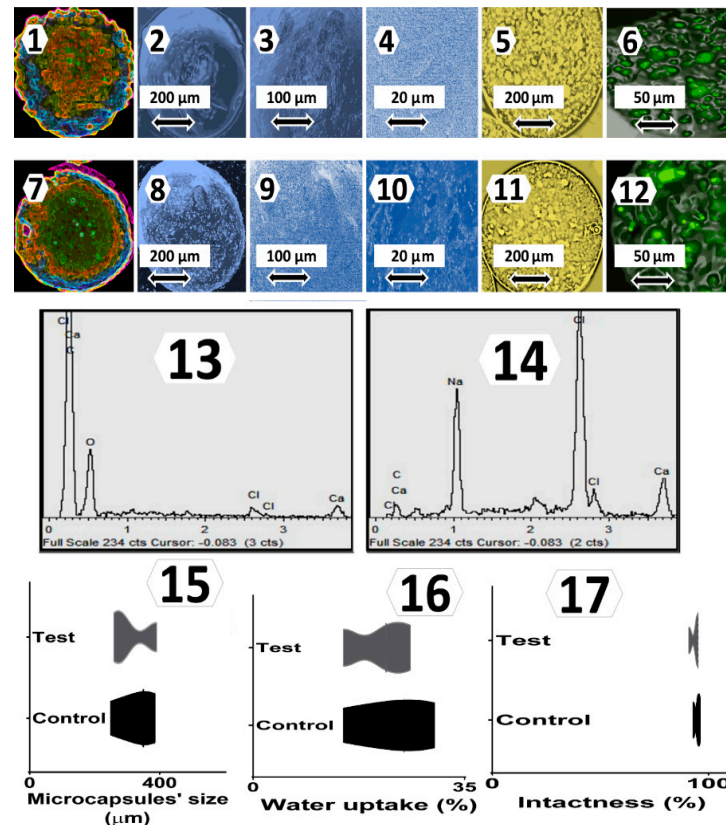 1 2 3 4 5 6
200 µm 100 µm 20 µm 200 µm 50 µm
7 8 9 10 11 12
200 µm 100 µm 20 µm 200 µm 50 µm
13
Cl
Ca
C
O
Cl
Cl
Ca
0 1 2 3
Full Scale 234 cts Cursor: -0.083 (3 cts)
14
C
Ca
Cl
Na
Cl
Cl
Ca
0 1 2 3
Full Scale 234 cts Cursor: -0.083 (2 cts)
15
Test
Control
0 400
Microcapsules' size
(µm)
16
Test
Control
0 35
Water uptake (%)
17
Test
Control
0 100
Intactness (%)